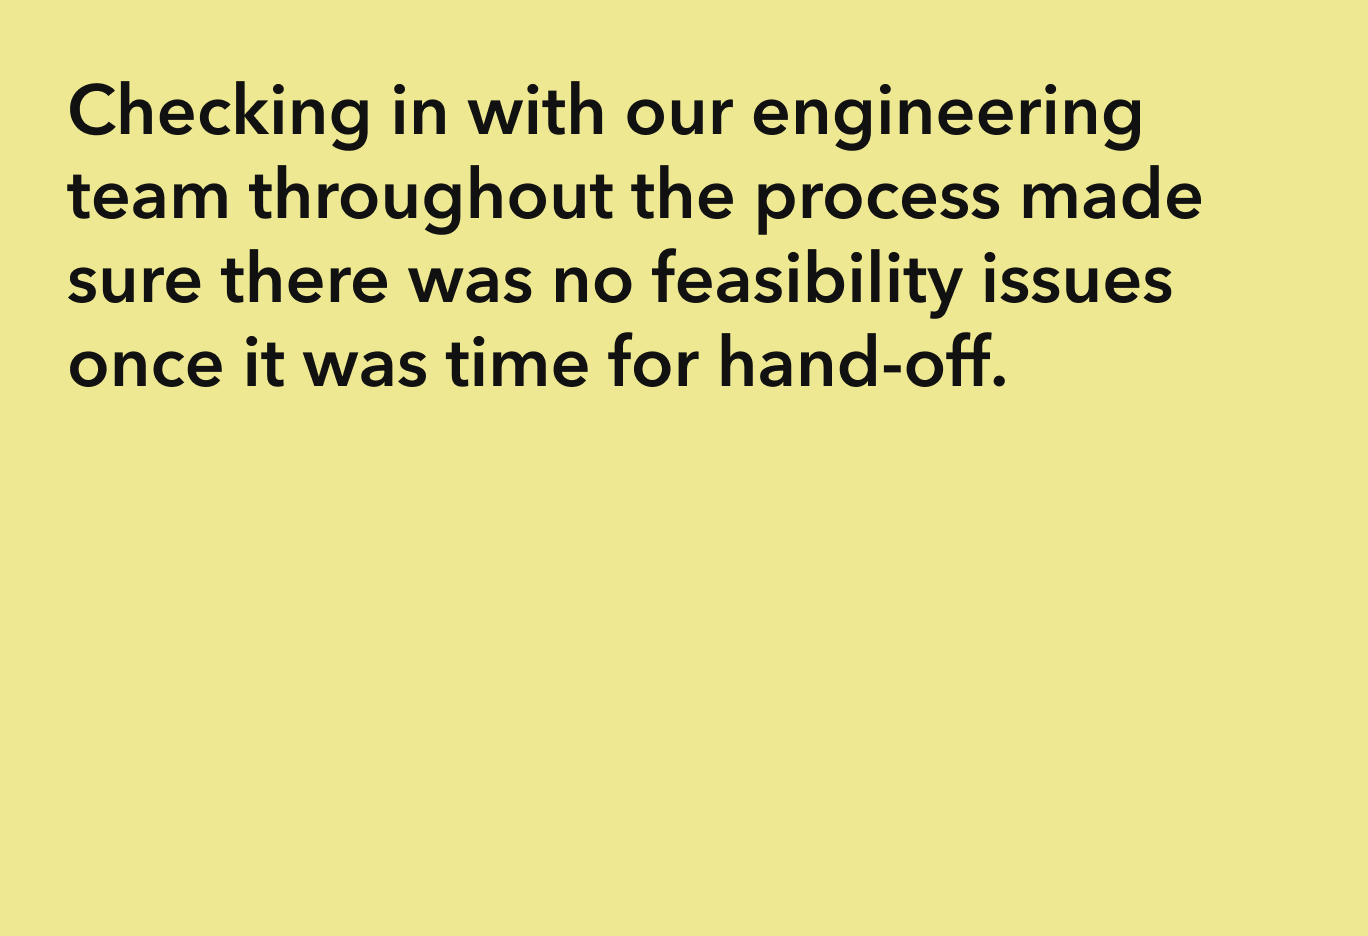 Checking in with our engineering
team throughout the process made
sure there was no feasibility issues
once it was time for hand-off.